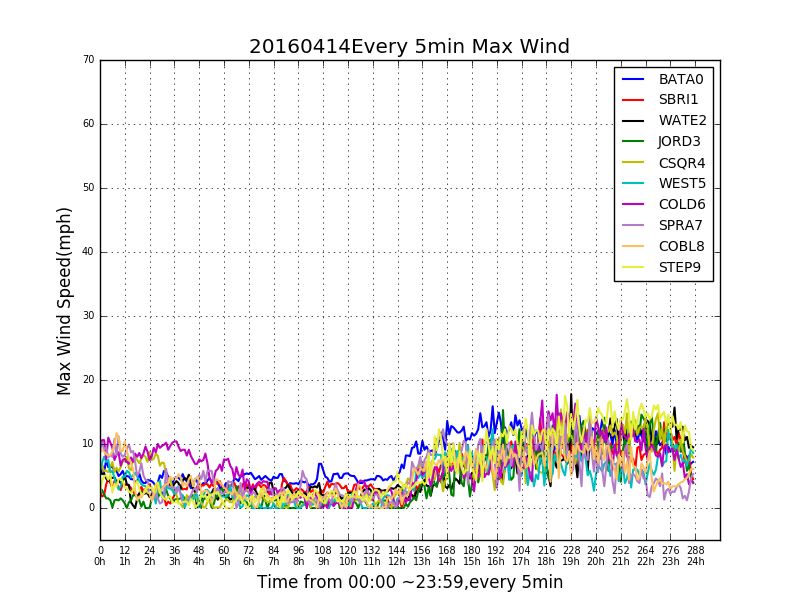 20160414Every 5min Max Wind
70
60
50
40
30
20
10
0
Max Wind Speed(mph)
BATA0
SBRI1
WATE2
JORD3
CSQR4
WEST5
COLD6
SPRA7
COBL8
STEP9
0 12 24 36 48 60 72 84 96 108 120 132 144 156 168 180 192 204 216 228 240 252 264 276 288
0h 1h 2h 3h 4h 5h 6h 7h 8h 9h 10h 11h 12h 13h 14h 15h 16h 17h 18h 19h 20h 21h 22h 23h 24h
Time from 00:00 ~23:59,every 5min